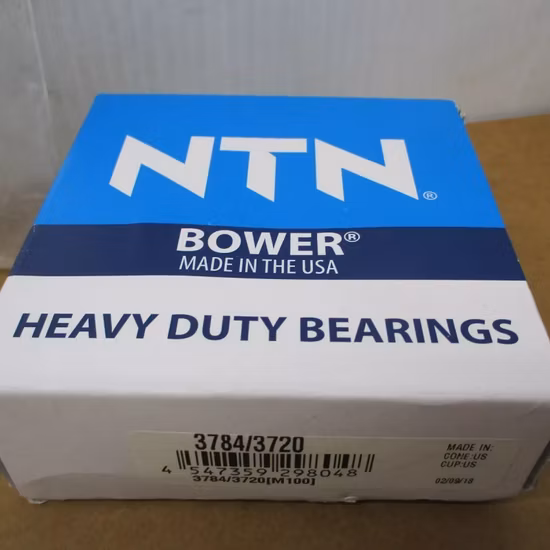 NTN®
BOWER®
MADE IN THE USA
HEAVY DUTY BEARINGS
3784/3720
4 547359 298048
3784/3720[M100]
MADE IN:
CONE:US
CUP:US
02/09/18